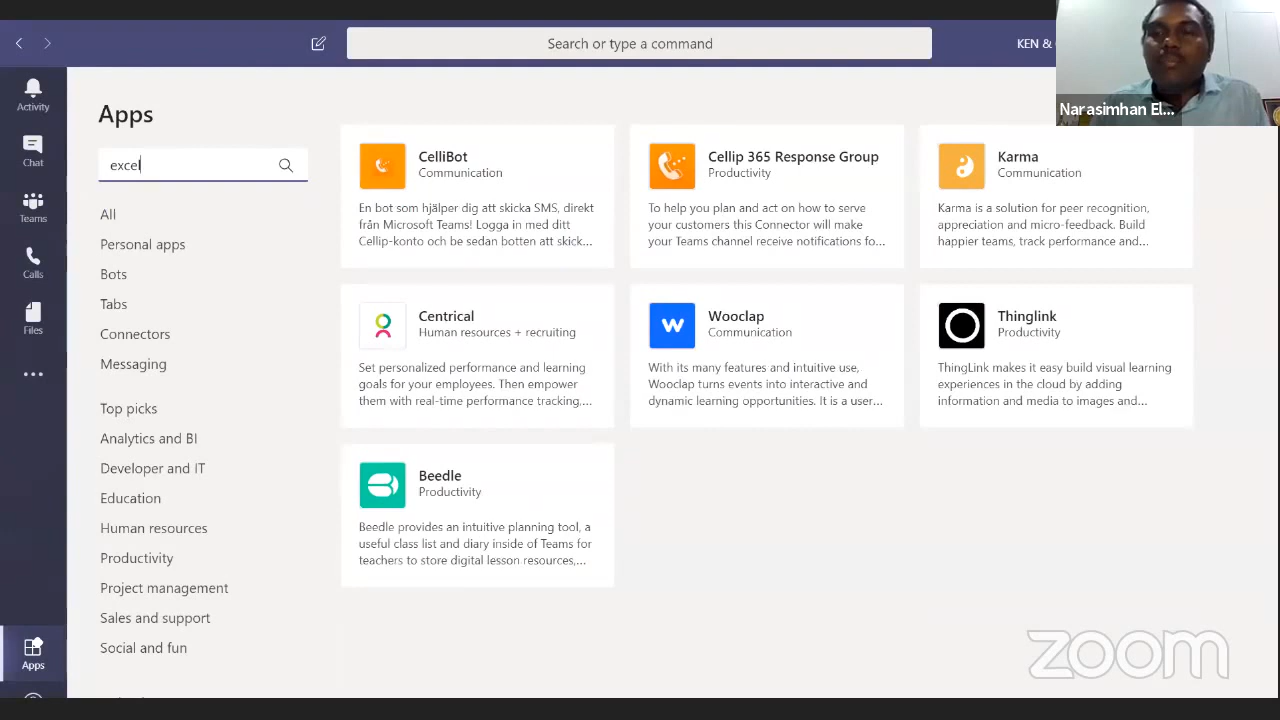 Search or type a command
KEN &
Narasimhan El...
Activity
Chat
Teams
Calls
Files
Apps
Apps
excel
All
Personal apps
Bots
Tabs
Connectors
Messaging
Top picks
Analytics and BI
Developer and IT
Education
Human resources
Productivity
Project management
Sales and support
Social and fun
CelliBot
Communication
En bot som hjälper dig att skicka SMS, direkt
från Microsoft Teams! Logga in med ditt
Cellip-konto och be sedan botten att skick...
Cellip 365 Response Group
Productivity
To help you plan and act on how to serve
your customers this Connector will make
your Teams channel receive notifications fo...
Karma
Communication
Karma is a solution for peer recognition,
appreciation and micro-feedback. Build
happier teams, track performance and...
Centrical
Human resources + recruiting
Set personalized performance and learning
goals for your employees. Then empower
them with real-time performance tracking,...
Wooclap
Communication
With its many features and intuitive use,
Wooclap turns events into interactive and
dynamic learning opportunities. It is a user...
Thinglink
Productivity
ThingLink makes it easy build visual learning
experiences in the cloud by adding
information and media to images and...
Beedle
Productivity
Beedle provides an intuitive planning tool, a
useful class list and diary inside of Teams for
teachers to store digital lesson resources,...
zoom